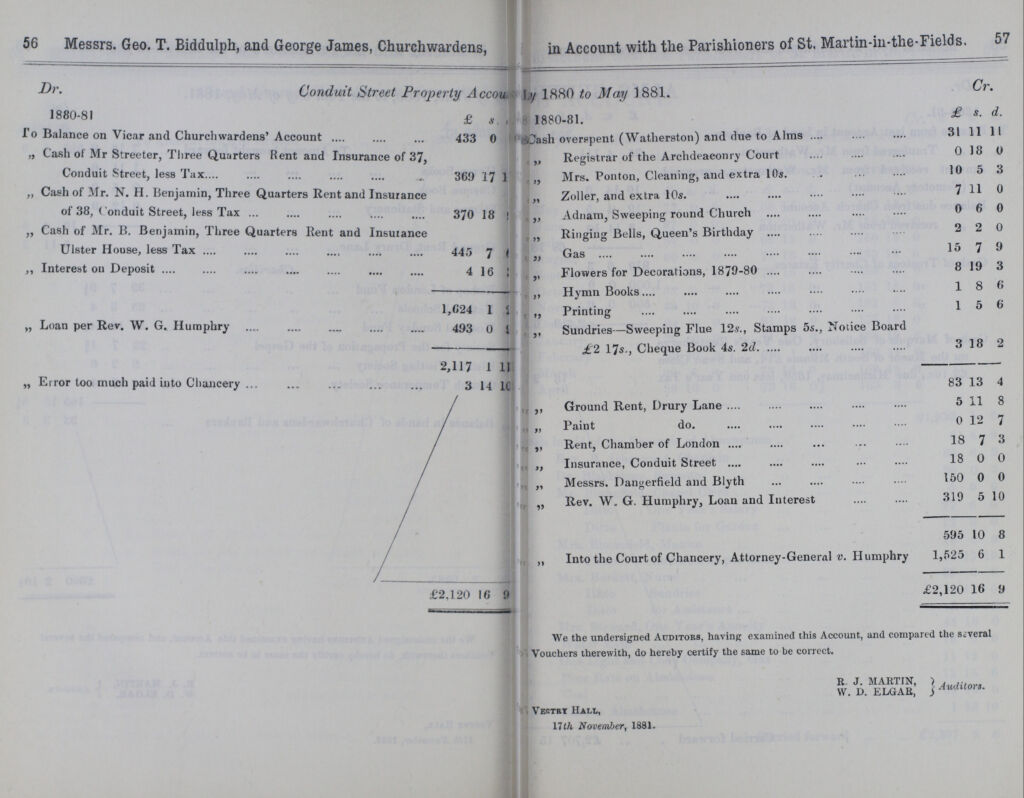 56 Messrs. Geo. T. Biddulph, and George James, Churchwardens,
Dr. Conduit Street Property
1880-81 £ s.
To Balance on Vicar and Churchwardens' Account .... .... .... 433 0
„ Cash of Mr Streeter, Three Quarters Rent and Insurance of 37,
Conduit Street, less Tax.... .... .... .... .... 369 17
„ Cash of Mr. N. H. Benjamin, Three Quarters Rent and Insurance
of 38, Conduit Street, less Tax ... .... .... .... .... 370 18
„ Cash of Mr. B. Benjamin, Three Quarters Rent and Insurance
Ulster House, less Tax .... .... .... .... .... .... 445 7
„ Interest on Deposit .... .... .... .... .... .... 4 16
1,624 1
„ Loan per Rev. W. G. Humphry .... .... .... .... .... 493 0
2,117 1 11
„ Error too much paid into Chancery ... ... .... .... .... 3 14 10
£2,120 16 9
in Account with the Parishioners of St. Martin-in-the-Fields. 57
1880 to May 1881. Cr.
1880-81. £ s. d.
Cash overspent (Watherston) and due to Alms .... .... .... 31 11 11
„ Registrar of the Archdeaconry Court .... .... .... 0 18 0
„ Mrs. Ponton, Cleaning, and extra 10s. .... .... .... 10 5 3
„ Zoller, and extra 10s. .... .... .... .... .... 7 11 0
„ Adnam, Sweeping round Church .... .... .... .... 0 6 0
„ Ringing Bells, Queen's Birthday .... .... .... .... 2 2 0
„ Gas .... .... .... .... .... .... .... 15 7 9
„ Flowers for Decorations, 1879-80 .... .... .... .... 8 19 3
„ Hymn Books.... .... .... .... .... .... 1 8 6
„ Printing .... .... .... .... .... .... 1 5 6
„ Sundries—Sweeping Flue 12s., Stamps 5s., Notice Board
£2 17s., Cheque Book 4s. 2d. .... .... .... .... 3 18 2
83 13 4
„ Ground Rent, Drury Lane .... .... .... .... .... 5 11 8
„ Paint do. .... .... .... .... .... 0 12 7
„ Rent, Chamber of London .... .... ... ... .... 18 7 3
„ Insurance, Conduit Street .... .... .... .... .... 18 0 0
„ Messrs. Dangerfield and Blyth ... .... .... .... 150 0 0
„ Rev. W. G. Humphry, Loan and Interest .... .... 319 5 10
595 10 8
„ Into the Court of Chancery, Attorney-General v. Humphry 1,525 6 1
£2,120 16 9
We the undersigned AUDITORS, having examined this Account, and compared the several
Vouchers therewith, do hereby certify the same to be correct.
R. J. MARTIN, }
W. D. ELGAR, } Auditors.
VESTRY HALL,
17th November, 1881.